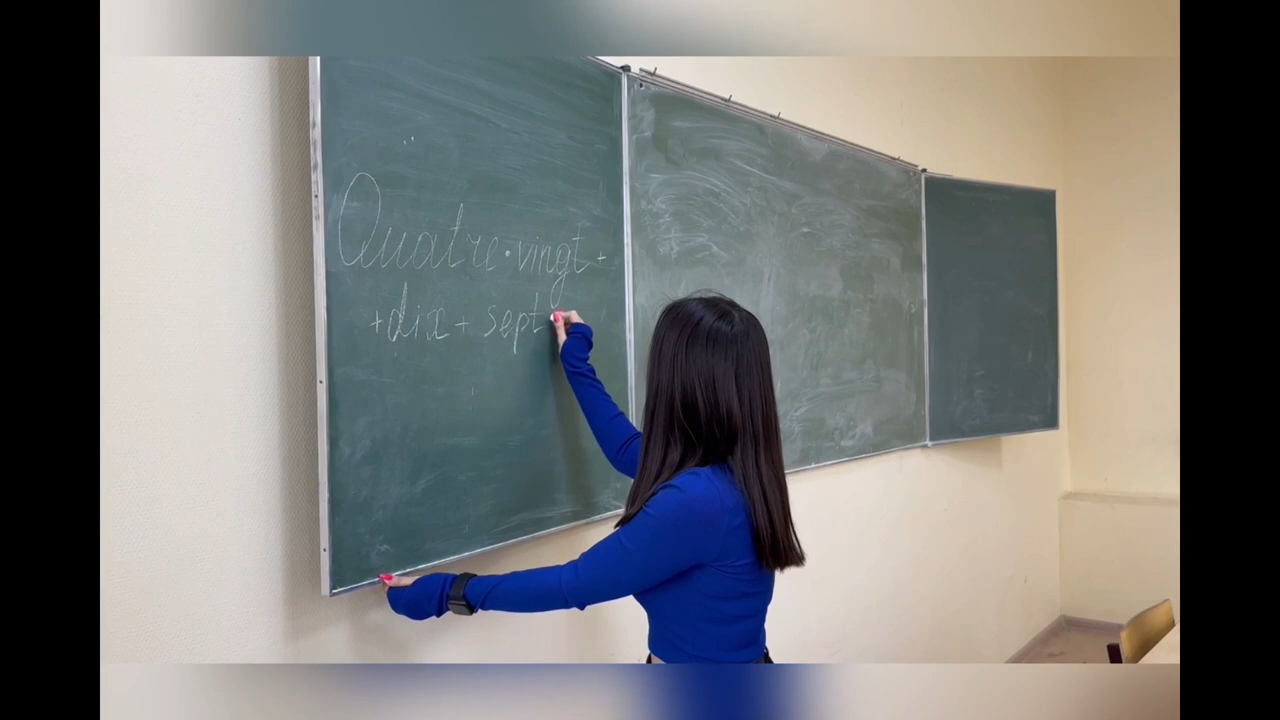 Quatre·vingt +
+dix + sept